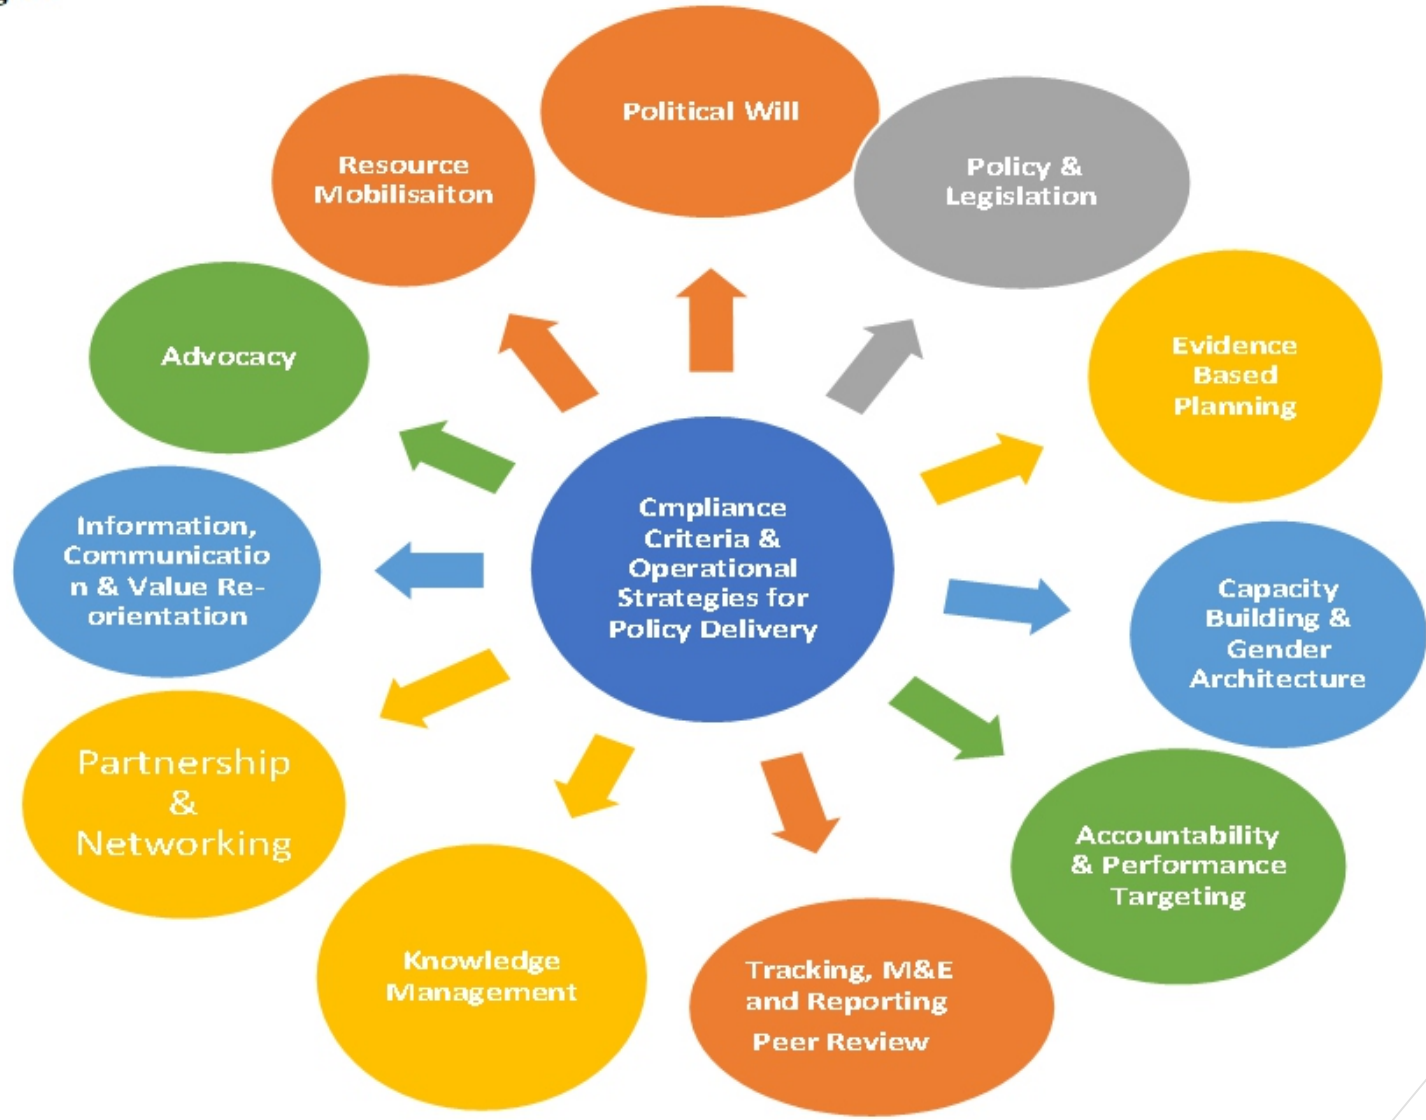 Political Will
Policy &
Legislation
Evidence
Based
Planning
Capacity
Building &
Gender
Architecture
Accountability
& Performance
Targeting
Tracking, M&E
and Reporting
Peer Review
Knowledge
Management
Partnership
&
Networking
Information,
Communicatio
n & Value Re-
orientation
Advocacy
Resource
Mobilisaiton
Cmpliance
Criteria &
Operational
Strategies for
Policy Delivery